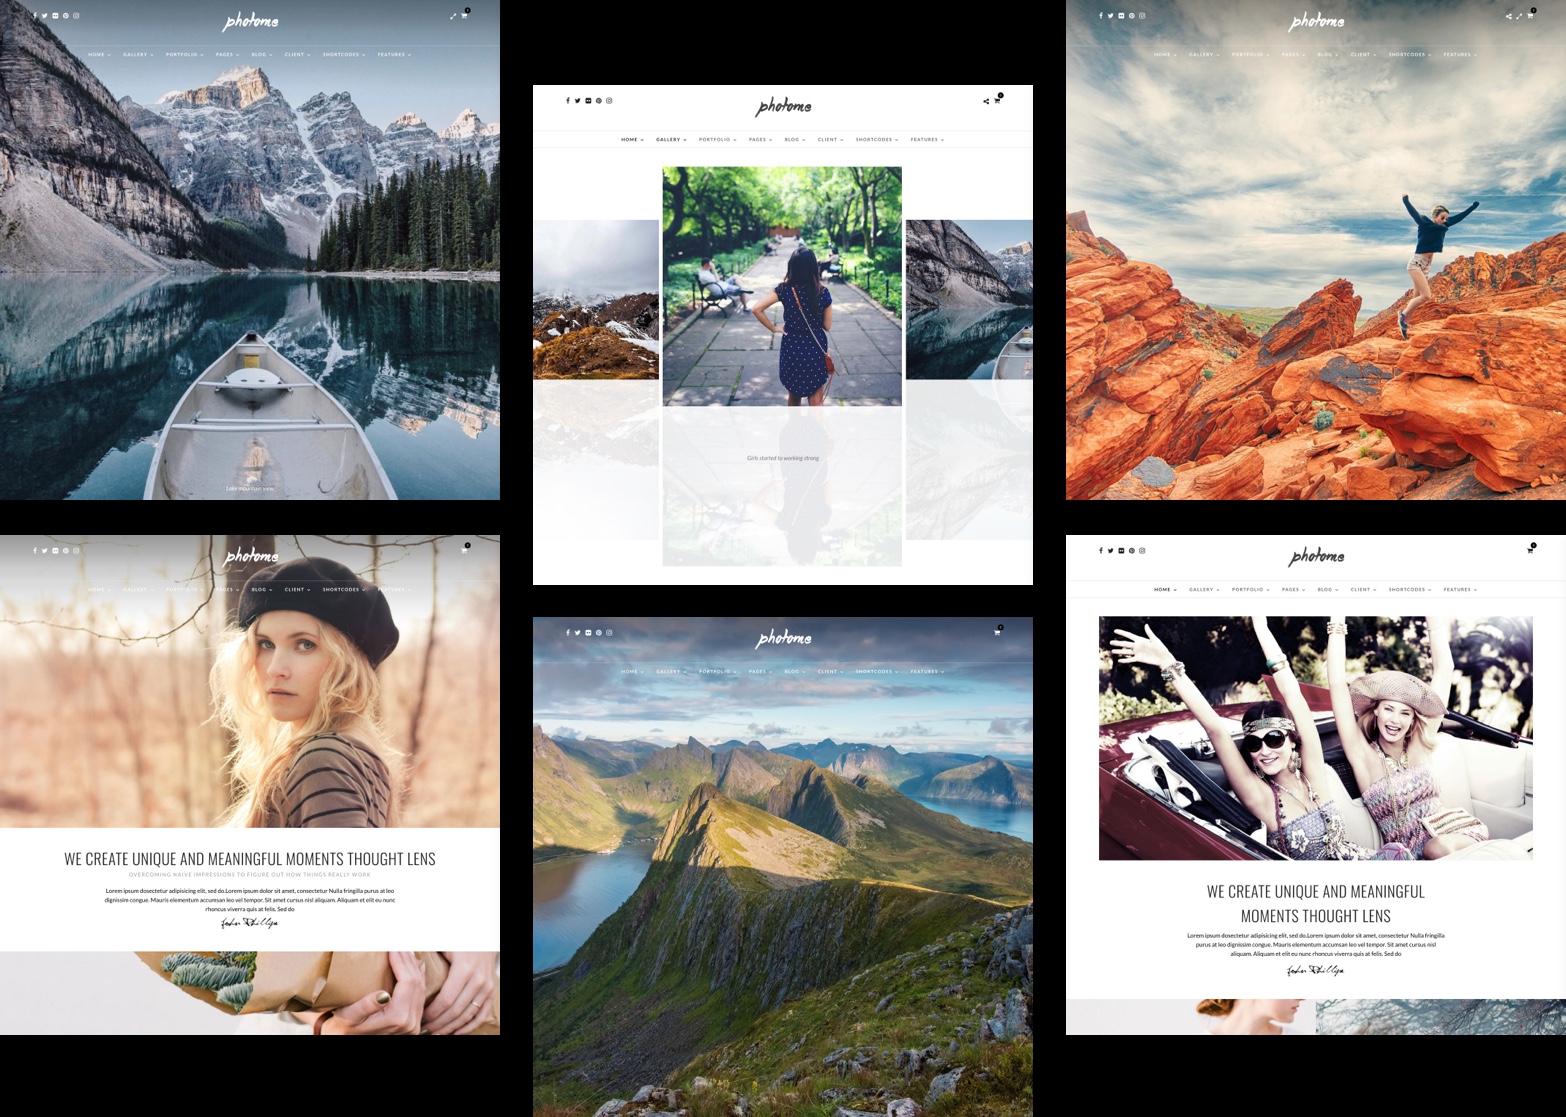 photome
HOME GALLERY PORTFOLIO PAGES BLOG CLIENT SHORTCODES FEATURES
Lake mountain view
photome
HOME GALLERY PORTFOLIO PAGES BLOG CLIENT SHORTCODES FEATURES
Girls started to working strong
photome
HOME GALLERY PORTFOLIO PAGES BLOG CLIENT SHORTCODES FEATURES
photome
HOME GALLERY PORTFOLIO PAGES BLOG CLIENT SHORTCODES FEATURES
WE CREATE UNIQUE AND MEANINGFUL MOMENTS THOUGHT LENS
OVERCOMING NAIVE IMPRESSIONS TO FIGURE OUT HOW THINGS REALLY WORK
Lorem ipsum dosectetur adipisicing elit, sed do.Lorem ipsum dolor sit amet, consectetur Nulla fringilla purus at leo
dignissim congue. Mauris elementum accumsan leo vel tempor. Sit amet cursus nisl aliquam. Aliquam et elit eu nunc
rhoncus viverra quis at felis. Sed do
John Phillips
photome
HOME GALLERY PORTFOLIO PAGES BLOG CLIENT SHORTCODES FEATURES
photome
HOME GALLERY PORTFOLIO PAGES BLOG CLIENT SHORTCODES FEATURES
WE CREATE UNIQUE AND MEANINGFUL
MOMENTS THOUGHT LENS
Lorem ipsum dosectetur adipisicing elit, sed do.Lorem ipsum dolor sit amet, consectetur Nulla fringilla
purus at leo dignissim congue. Mauris elementum accumsan leo vel tempor. Sit amet cursus nisl
aliquam. Aliquam et elit eu nunc rhoncus viverra quis at felis. Sed do
John Phillips